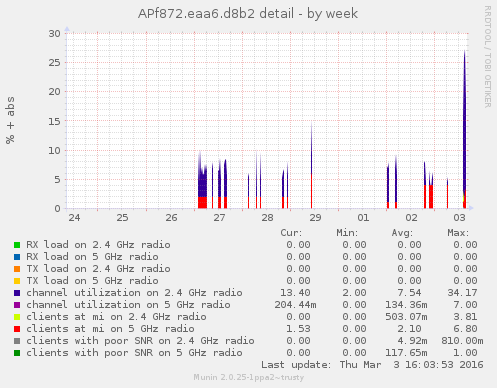 APf872.eaa6.d8b2 detail - by week
RRDTOOL / TOBI OETIKER
% + abs
30
25
20
15
10
5
0
24 25 26 27 28 29 01 02 03
Cur: Min: Avg: Max:
RX load on 2.4 GHz radio 0.00 0.00 0.00 0.00
RX load on 5 GHz radio 0.00 0.00 0.00 0.00
TX load on 2.4 GHz radio 0.00 0.00 0.00 0.00
TX load on 5 GHz radio 0.00 0.00 0.00 0.00
channel utilization on 2.4 GHz radio 13.40 2.00 7.54 34.17
channel utilization on 5 GHz radio 204.44m 0.00 134.36m 7.00
clients at mi on 2.4 GHz radio 0.00 0.00 503.07m 3.81
clients at mi on 5 GHz radio 1.53 0.00 2.10 6.80
clients with poor SNR on 2.4 GHz radio 0.00 0.00 4.92m 810.00m
clients with poor SNR on 5 GHz radio 0.00 0.00 117.65m 1.00
Last update: Thu Mar 3 16:03:53 2016
Munin 2.0.25-1ppa2~trusty